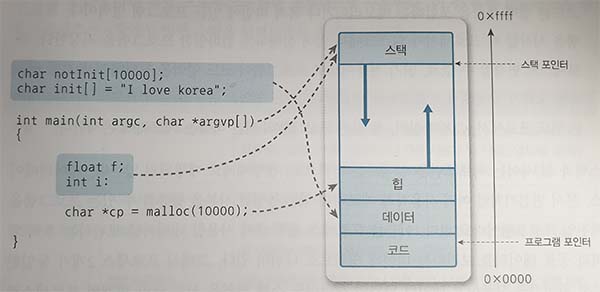 char notInit[10000];
char init[] = "I love korea";
int main(int argc, char *argvp[])
{
float f;
int i:
char *cp = malloc(10000);
}
0×ffff
스택
스택 포인터
힙
데이터
코드
프로그램 포인터
0×0000